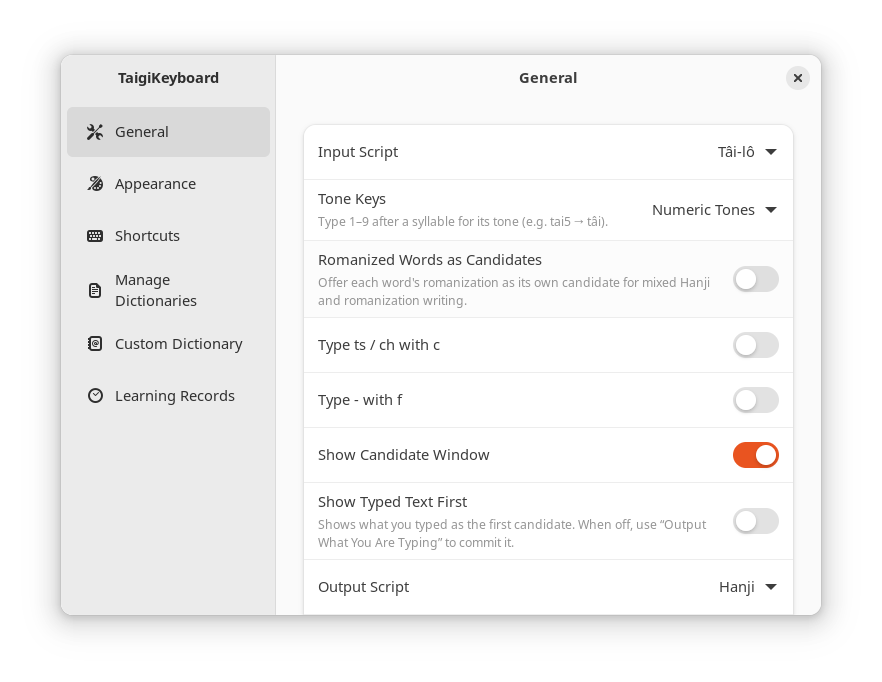 TaigiKeyboard
General
General
Appearance
Shortcuts
Manage
Dictionaries
Custom Dictionary
Learning Records
Input Script
Tâi-lô
Tone Keys
Type 1–9 after a syllable for its tone (e.g. tai5 → tâi).
Numeric Tones
Romanized Words as Candidates
Offer each word's romanization as its own candidate for mixed Hanji
and romanization writing.
Type ts / ch with c
Type - with f
Show Candidate Window
Show Typed Text First
Shows what you typed as the first candidate. When off, use “Output
What You Are Typing” to commit it.
Output Script
Hanji